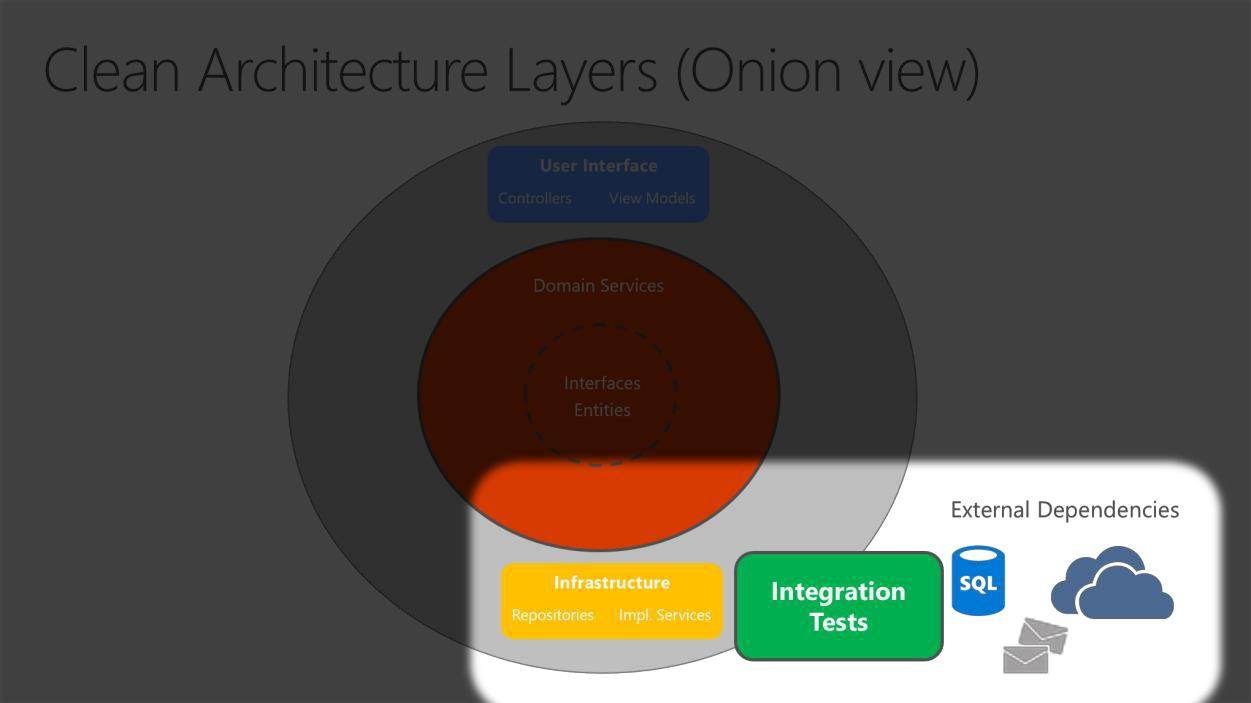 Clean Architecture Layers (Onion view)
User Interface
Controllers View Models
Domain Services
Interfaces
Entities
External Dependencies
SQL
Infrastructure
Repositories Impl. Services
Integration
Tests